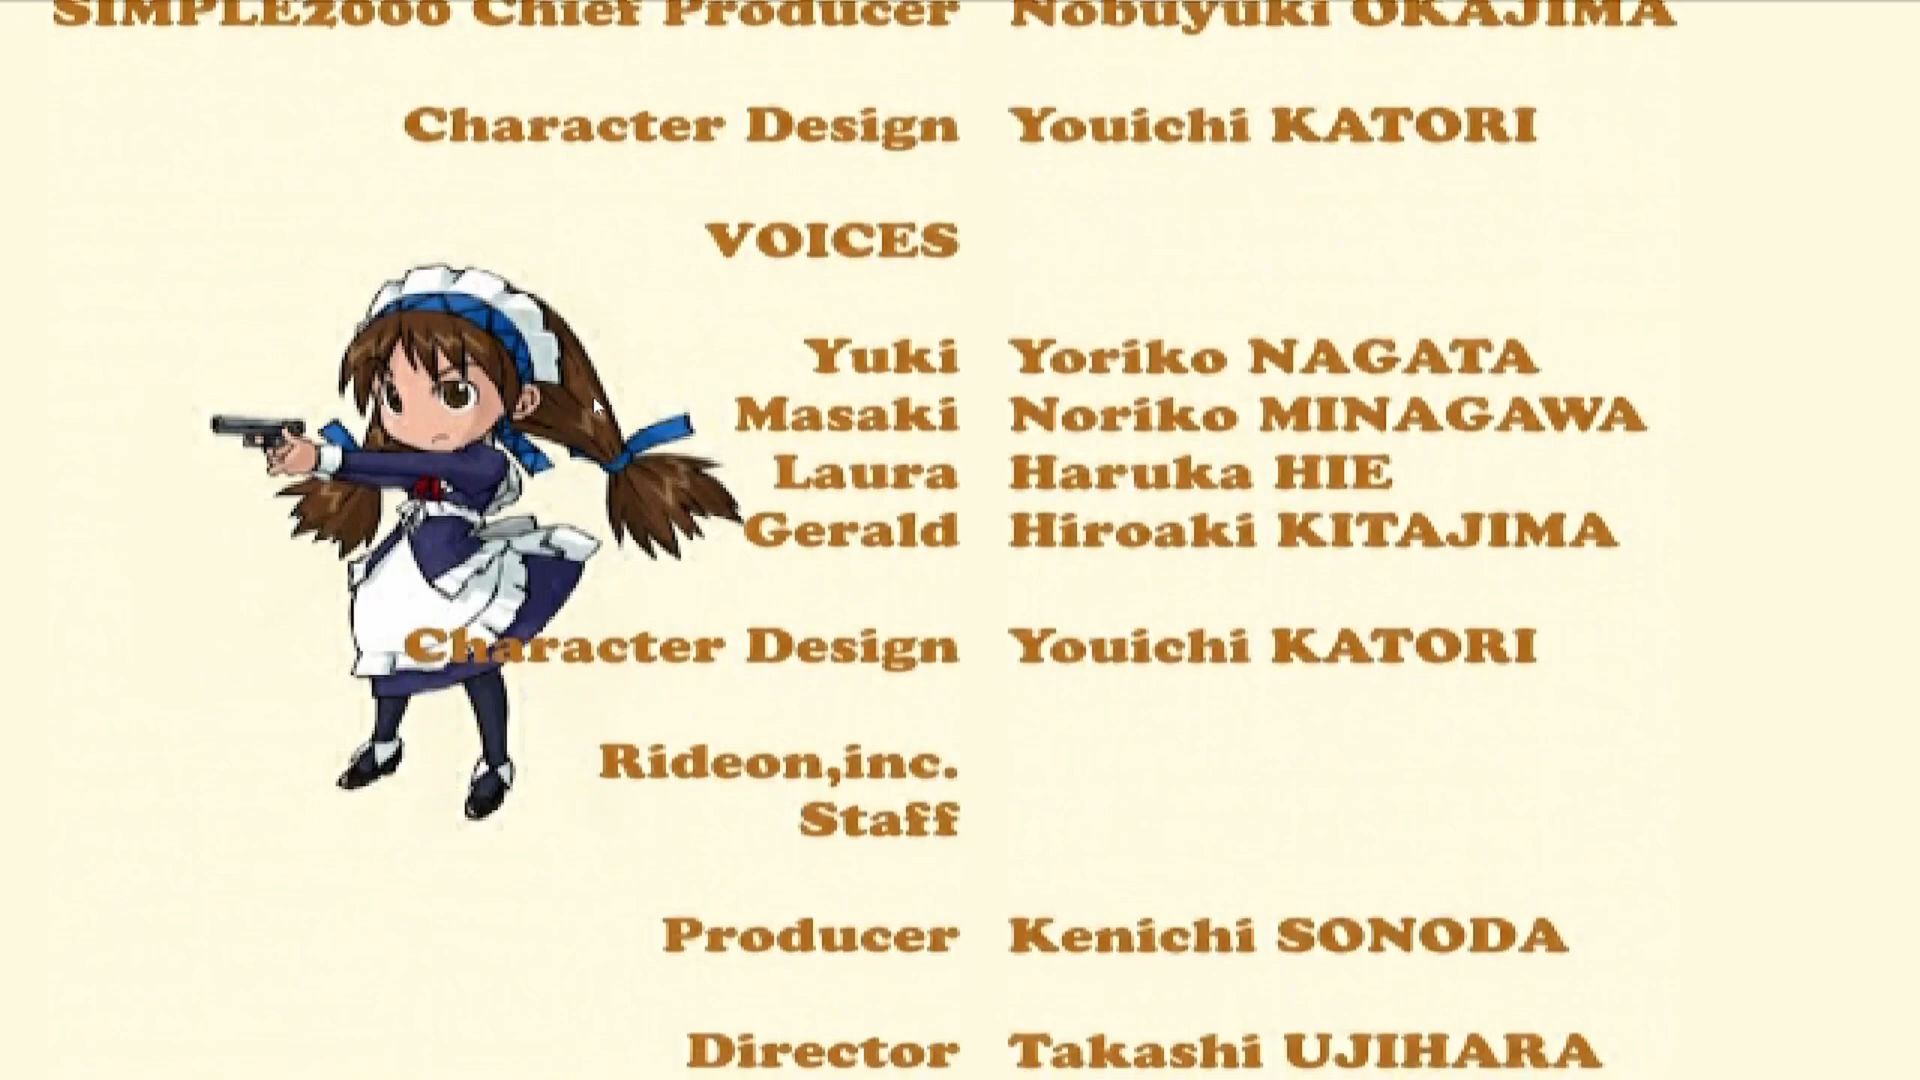 SIMPLE2000 Chief Producer Nobuyuki OKAJIMA
Character Design Youichi KATORI
VOICES
Yuki Yoriko NAGATA
Masaki Noriko MINAGAWA
Laura Haruka HIE
Gerald Hiroaki KITAJIMA
Character Design Youichi KATORI
Rideon,inc.
Staff
Producer Kenichi SONODA
Director Takashi UJIHARA